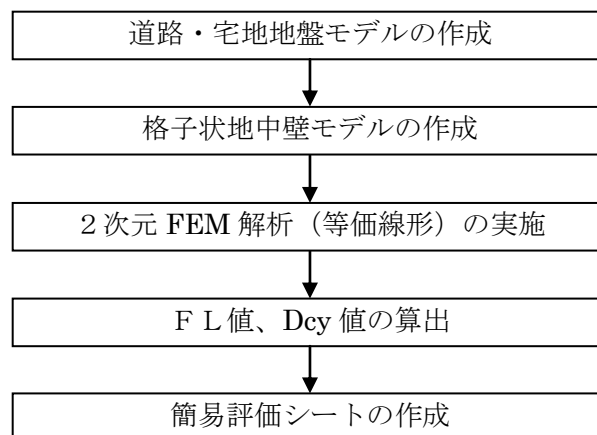 道路・宅地地盤モデルの作成
格子状地中壁モデルの作成
２次元 FEM 解析（等価線形）の実施
ＦＬ値、Dcy 値の算出
簡易評価シートの作成